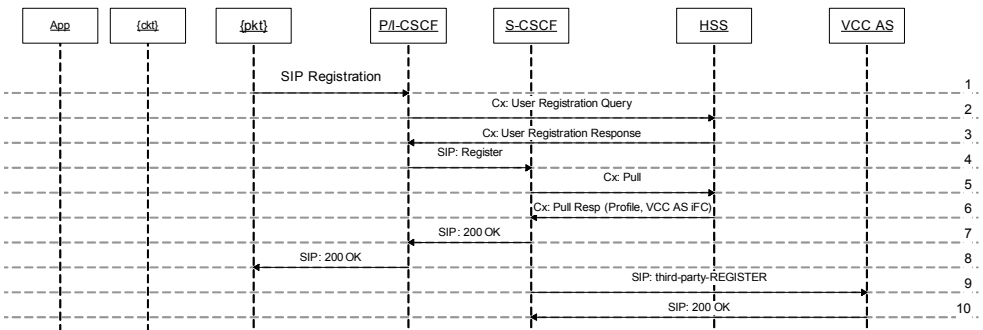 App
{ckt}
{pkt}
P/I-CSCF
S-CSCF
HSS
VCC AS
SIP Registration
1
Cx: User Registration Query
2
Cx: User Registration Response
3
SIP: Register
4
Cx: Pull
5
Cx: Pull Resp (Profile, VCC AS iFC)
6
SIP: 200 OK
7
SIP: 200 OK
8
SIP: third-party-REGISTER
9
SIP: 200 OK
10